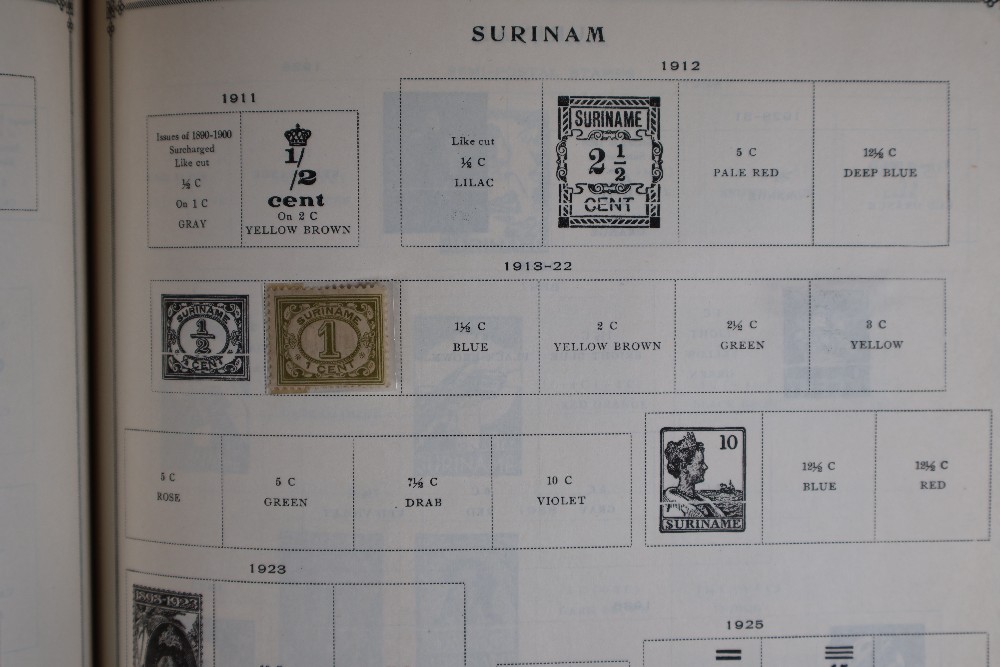 SURINAM
1911
Issues of 1890-1900
Surcharged
Like cut
½ C
On 1 C
GRAY
1/2
cent
On 2 C
YELLOW BROWN
1912
Like cut
½ C
LILAC
SURINAME
2 1/2
CENT
5 C
PALE RED
12½ C
DEEP BLUE
1913-22
SURINAME
1/2
CENT
SURINAME
1
1 CENT
1½ C
BLUE
2 C
YELLOW BROWN
2½ C
GREEN
3 C
YELLOW
5 C
ROSE
5 C
GREEN
7½ C
DRAB
10 C
VIOLET
10
SURINAME
12½ C
BLUE
12½ C
RED
1923
1898-1923
1925